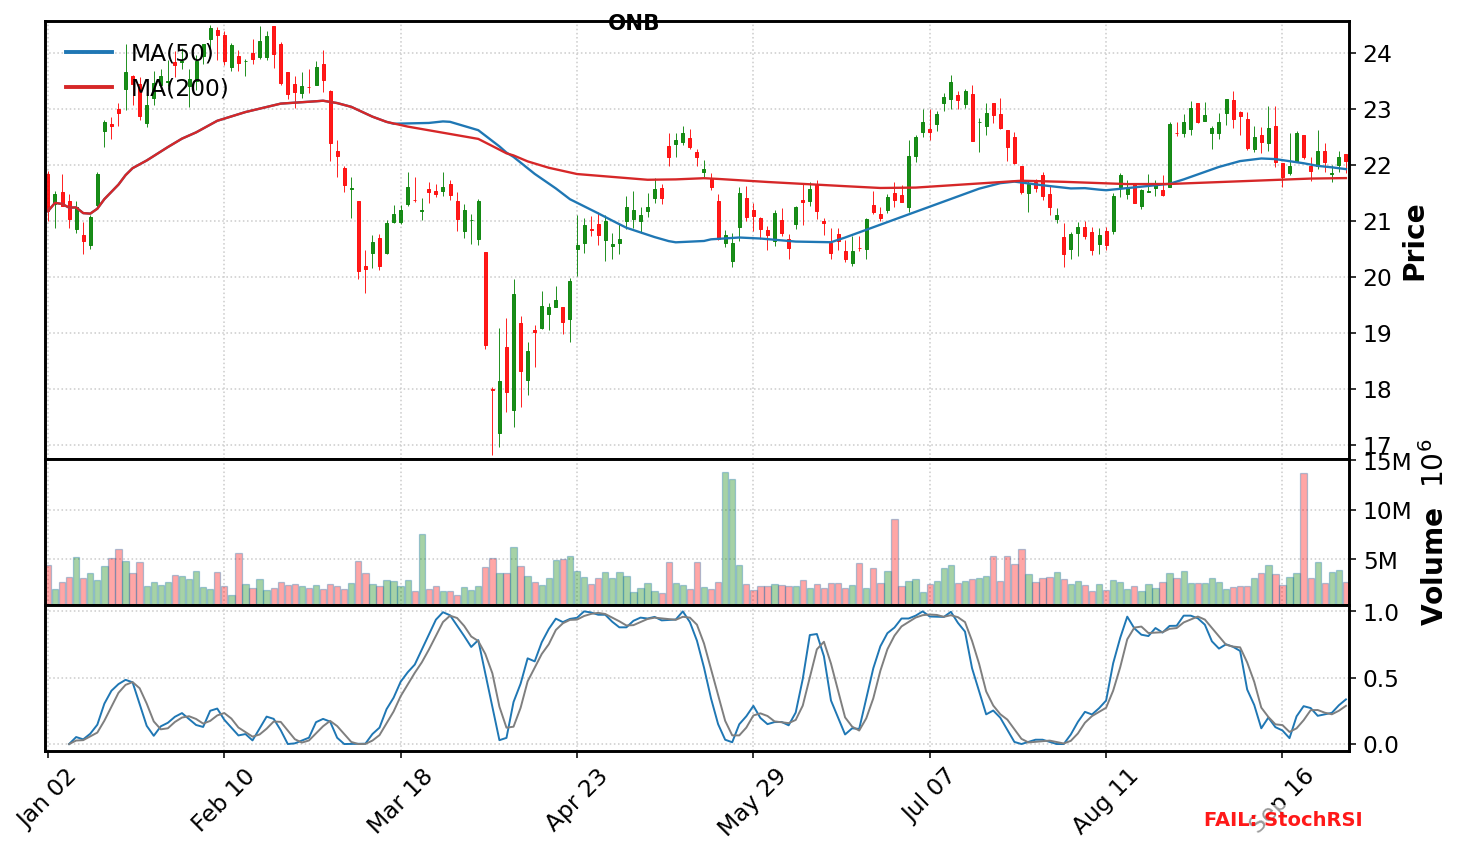 ONB
MA(50)
MA(200)
24
23
22
21
20
19
18
17
Price
15M
10M
5M
Volume 10^6
1.0
0.5
0.0
Jan 02
Feb 10
Mar 18
Apr 23
May 29
Jul 07
Aug 11
Sep 16
FAIL: StochRSI